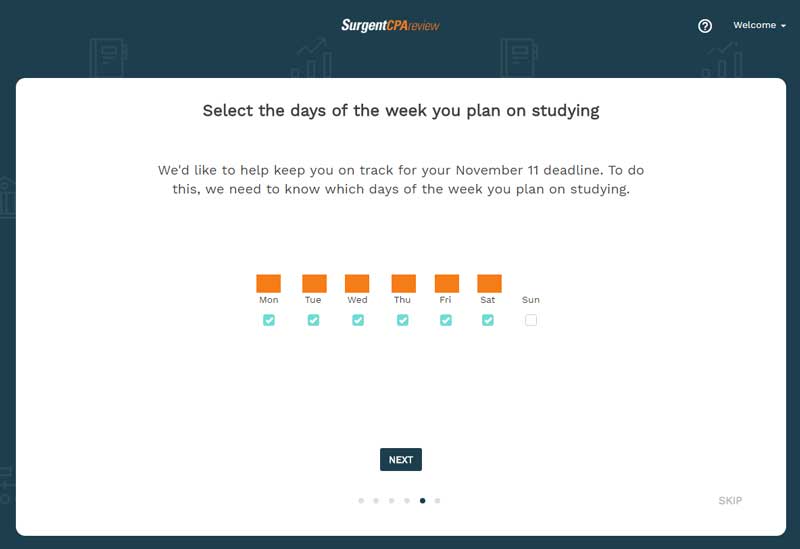 SurgentCPAreview
Welcome
Select the days of the week you plan on studying
We'd like to help keep you on track for your November 11 deadline. To do
this, we need to know which days of the week you plan on studying.
Mon Tue Wed Thu Fri Sat Sun
NEXT
SKIP